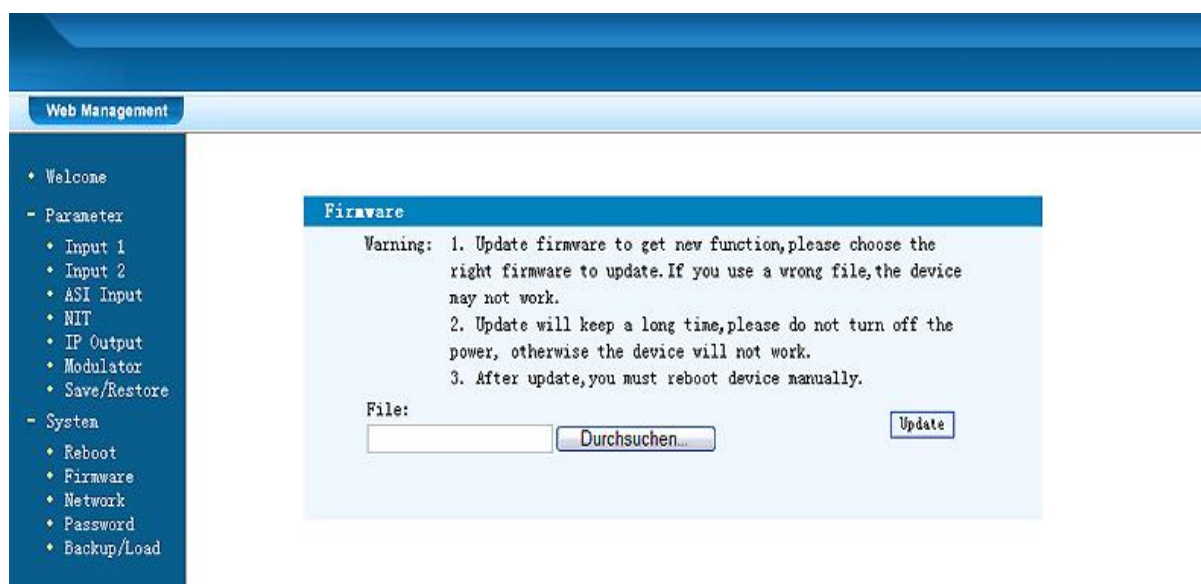 Web Management
Welcome
Parameter
Input 1
Input 2
ASI Input
NIT
IP Output
Modulator
Save/Restore
System
Reboot
Firmware
Network
Password
Backup/Load
Firmware
Warning: 1. Update firmware to get new function,please choose the
right firmware to update.If you use a wrong file,the device
may not work.
2. Update will keep a long time,please do not turn off the
power, otherwise the device will not work.
3. After update,you must reboot device manually.
File:
Durchsuchen...
Update